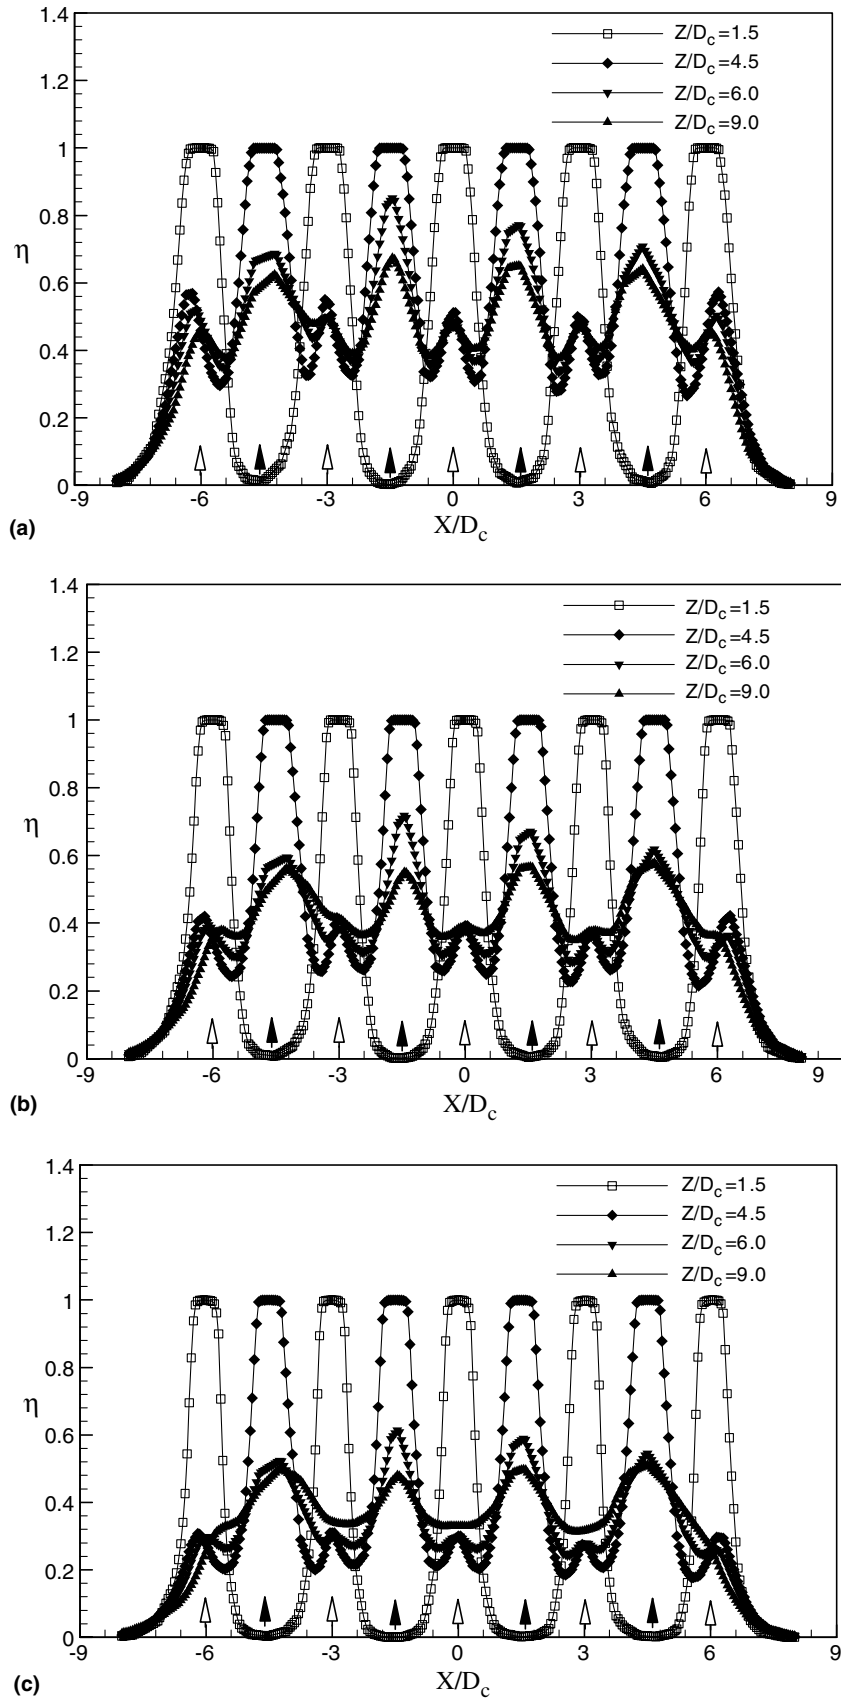 1.4
1.2
1
0.8
0.6
0.4
0.2
0
η
Z/Dc=1.5
Z/Dc=4.5
Z/Dc=6.0
Z/Dc=9.0
-9 -6 -3 0 3 6 9
X/Dc
(a)
1.4
1.2
1
0.8
0.6
0.4
0.2
0
η
Z/Dc=1.5
Z/Dc=4.5
Z/Dc=6.0
Z/Dc=9.0
-9 -6 -3 0 3 6 9
X/Dc
(b)
1.4
1.2
1
0.8
0.6
0.4
0.2
0
η
Z/Dc=1.5
Z/Dc=4.5
Z/Dc=6.0
Z/Dc=9.0
-9 -6 -3 0 3 6 9
X/Dc
(c)